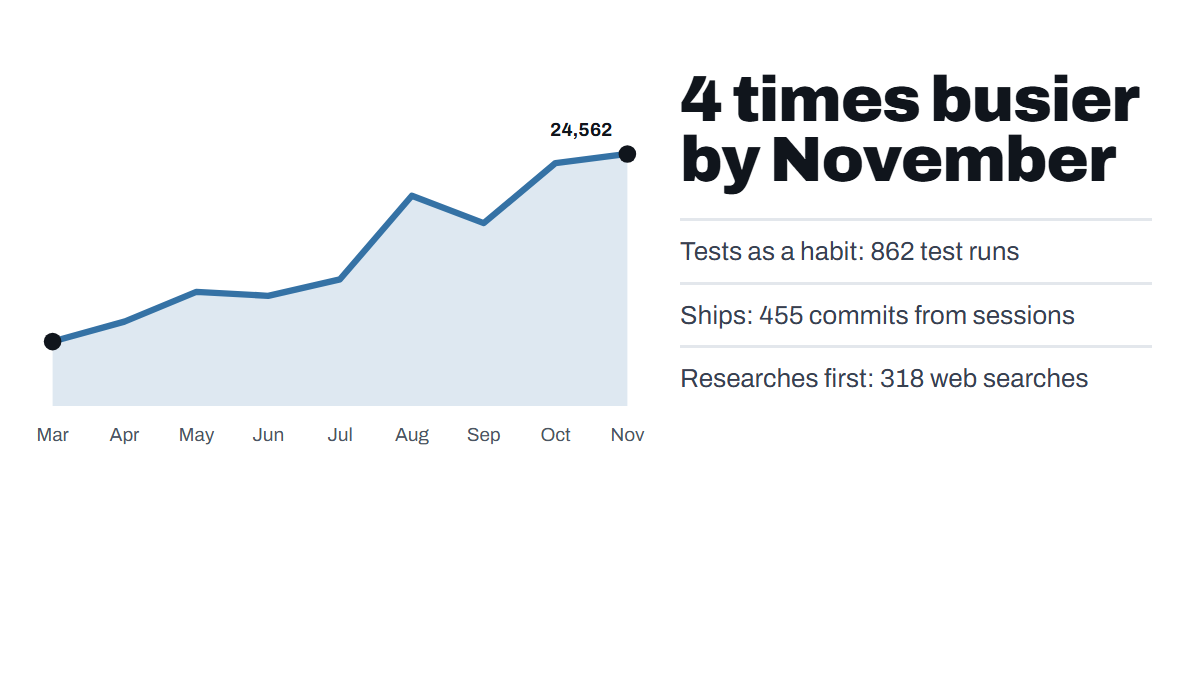 24,562
Mar Apr May Jun Jul Aug Sep Oct Nov
4 times busier
by November
Tests as a habit: 862 test runs
Ships: 455 commits from sessions
Researches first: 318 web searches